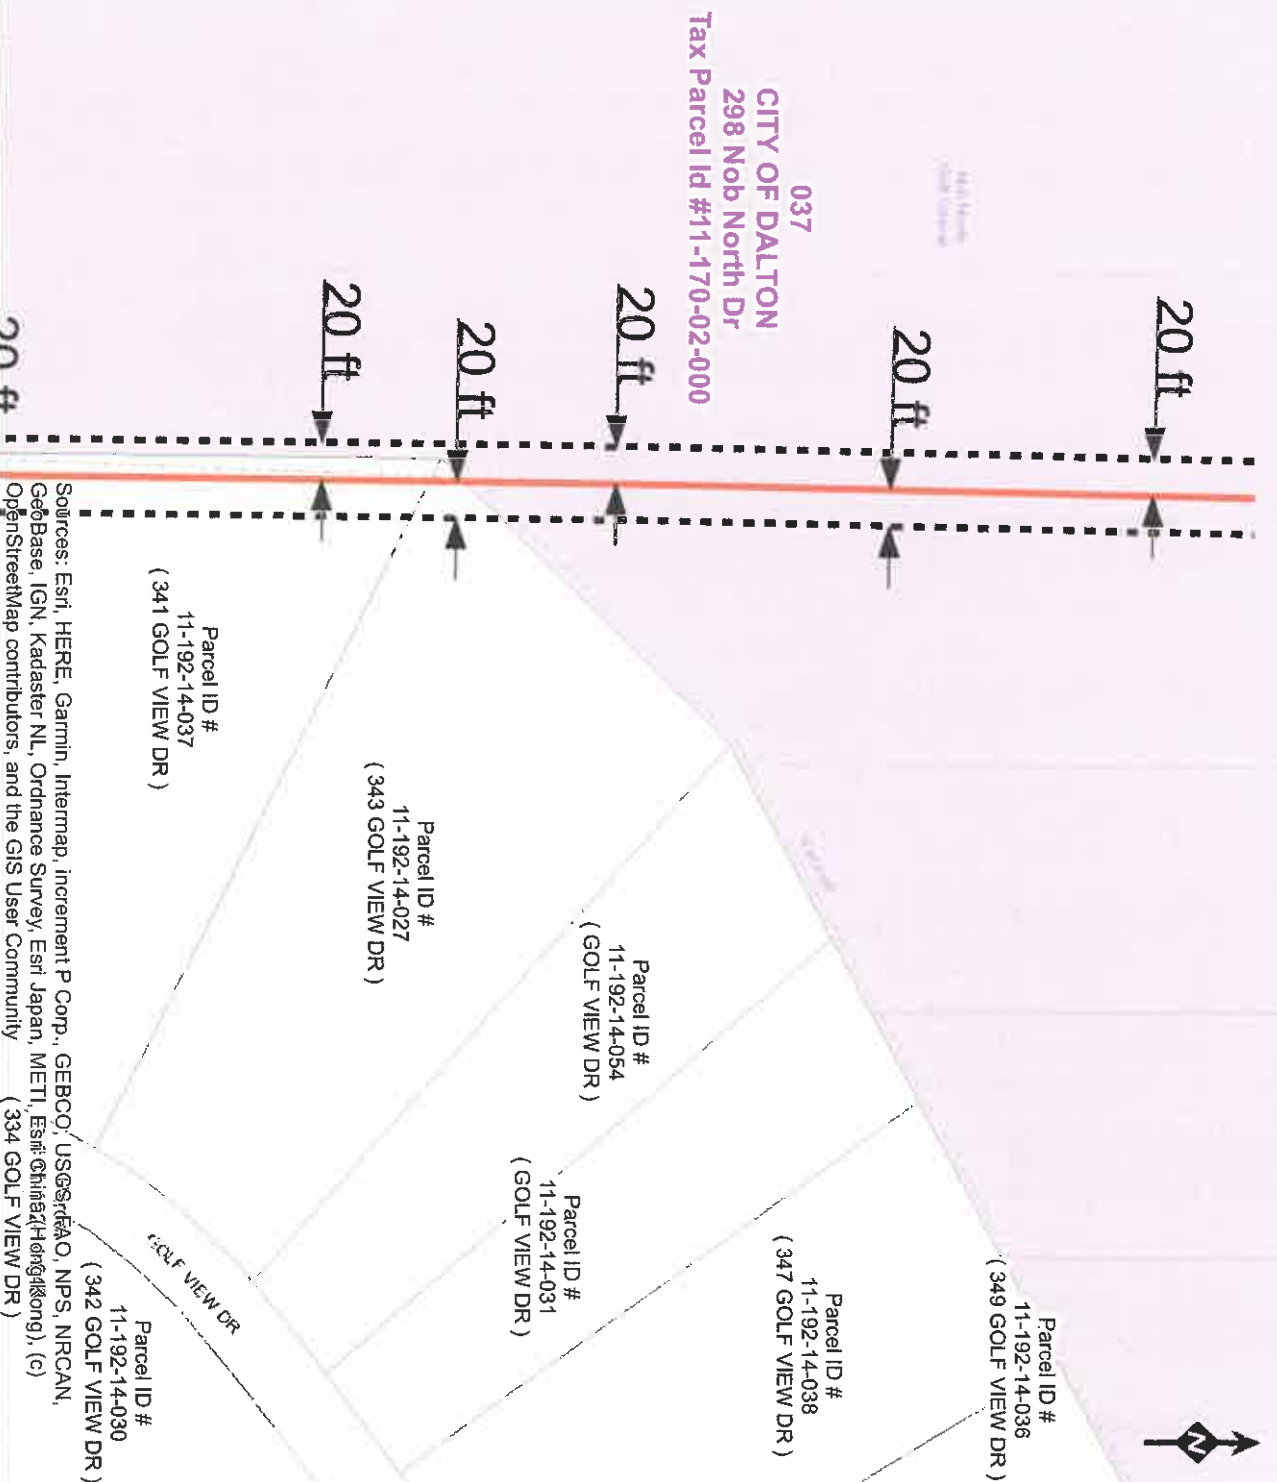 037
CITY OF DALTON
298 Nob North Dr
Tax Parcel Id #11-170-02-000
20 ft
20 ft
20 ft
20 ft
20 ft
20 ft
Parcel ID #
11-192-14-036
( 349 GOLF VIEW DR )
Parcel ID #
11-192-14-038
( 347 GOLF VIEW DR )
Parcel ID #
11-192-14-054
( GOLF VIEW DR )
Parcel ID #
11-192-14-031
( GOLF VIEW DR )
Parcel ID #
11-192-14-027
( 343 GOLF VIEW DR )
Parcel ID #
11-192-14-037
( 341 GOLF VIEW DR )
GOLF VIEW DR
Parcel ID #
11-192-14-030
( 342 GOLF VIEW DR )
( 334 GOLF VIEW DR )
Sources: Esri, HERE, Garmin, Intermap, increment P Corp., GEBCO, USGS, FAO, NPS, NRCAN,
GeoBase, IGN, Kadaster NL, Ordnance Survey, Esri Japan, METI, Esri China (Hong Kong), (c)
OpenStreetMap contributors, and the GIS User Community
N